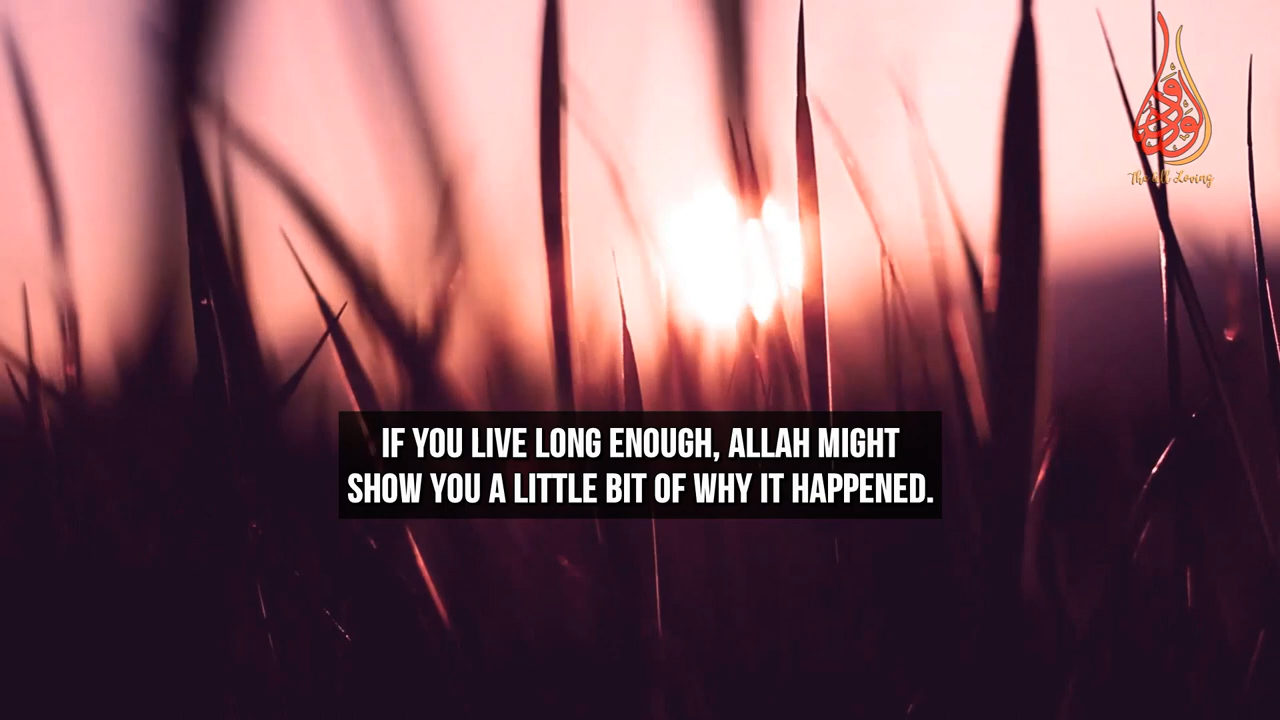 The All Loving
IF YOU LIVE LONG ENOUGH, ALLAH MIGHT
SHOW YOU A LITTLE BIT OF WHY IT HAPPENED.